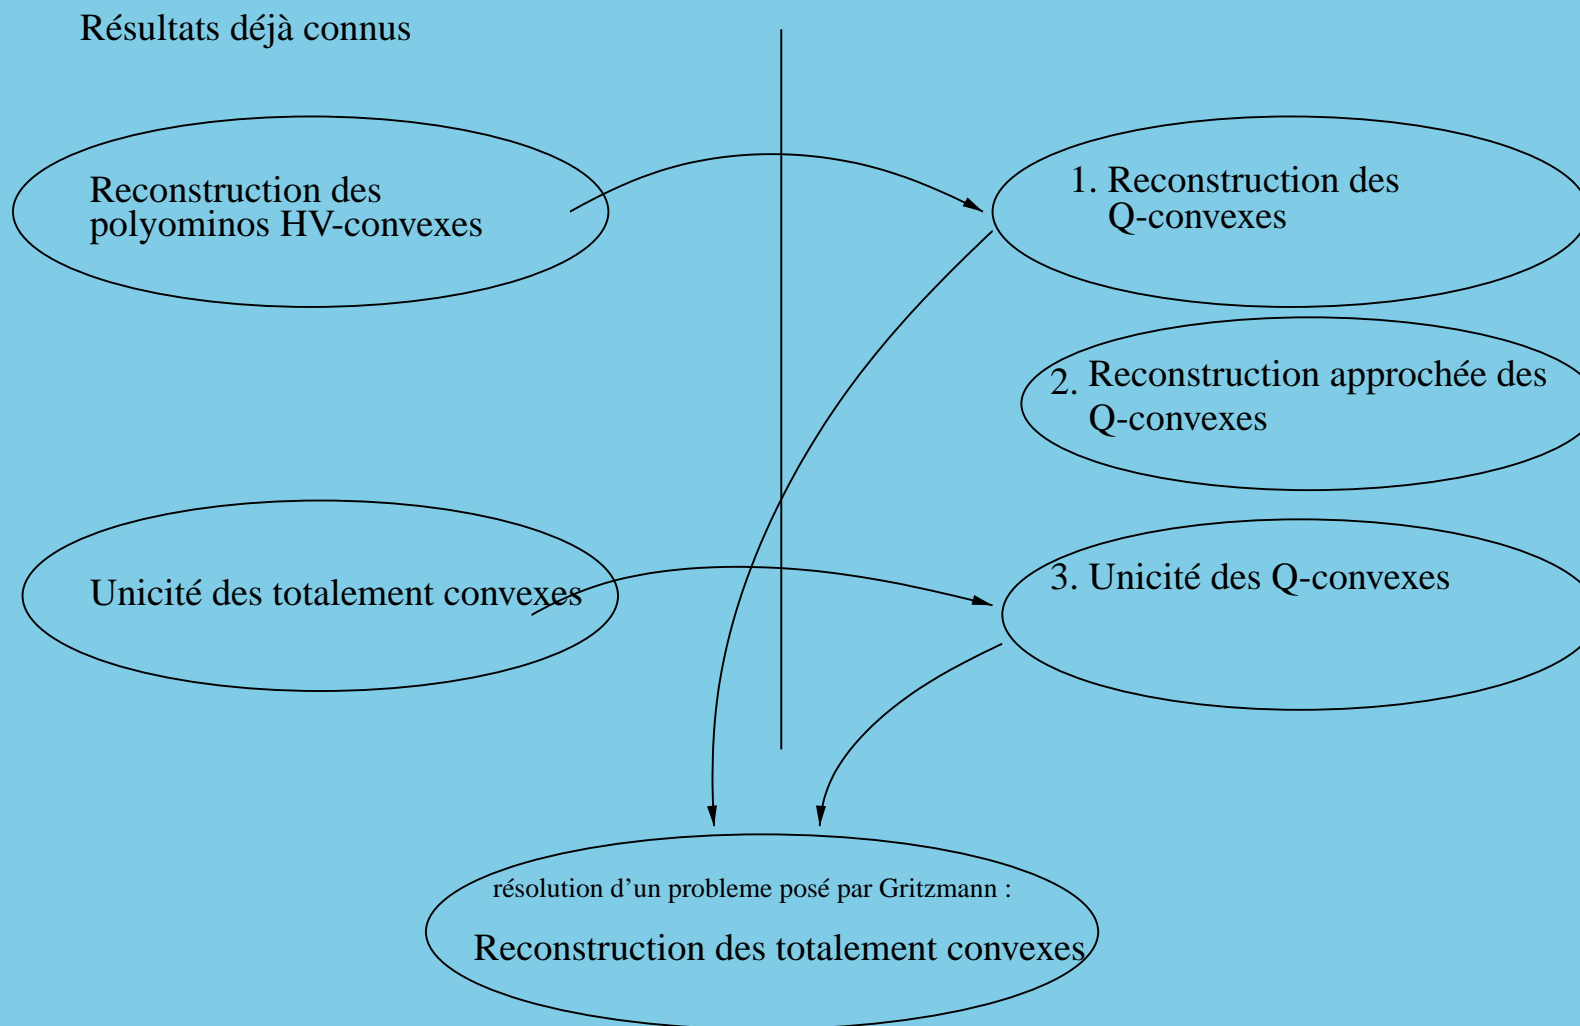 Résultats déjà connus
Reconstruction des
polyominos HV-convexes
1. Reconstruction des
Q-convexes
2. Reconstruction approchée des
Q-convexes
Unicité des totalement convexes
3. Unicité des Q-convexes
résolution d'un probleme posé par Gritzmann :
Reconstruction des totalement convexes